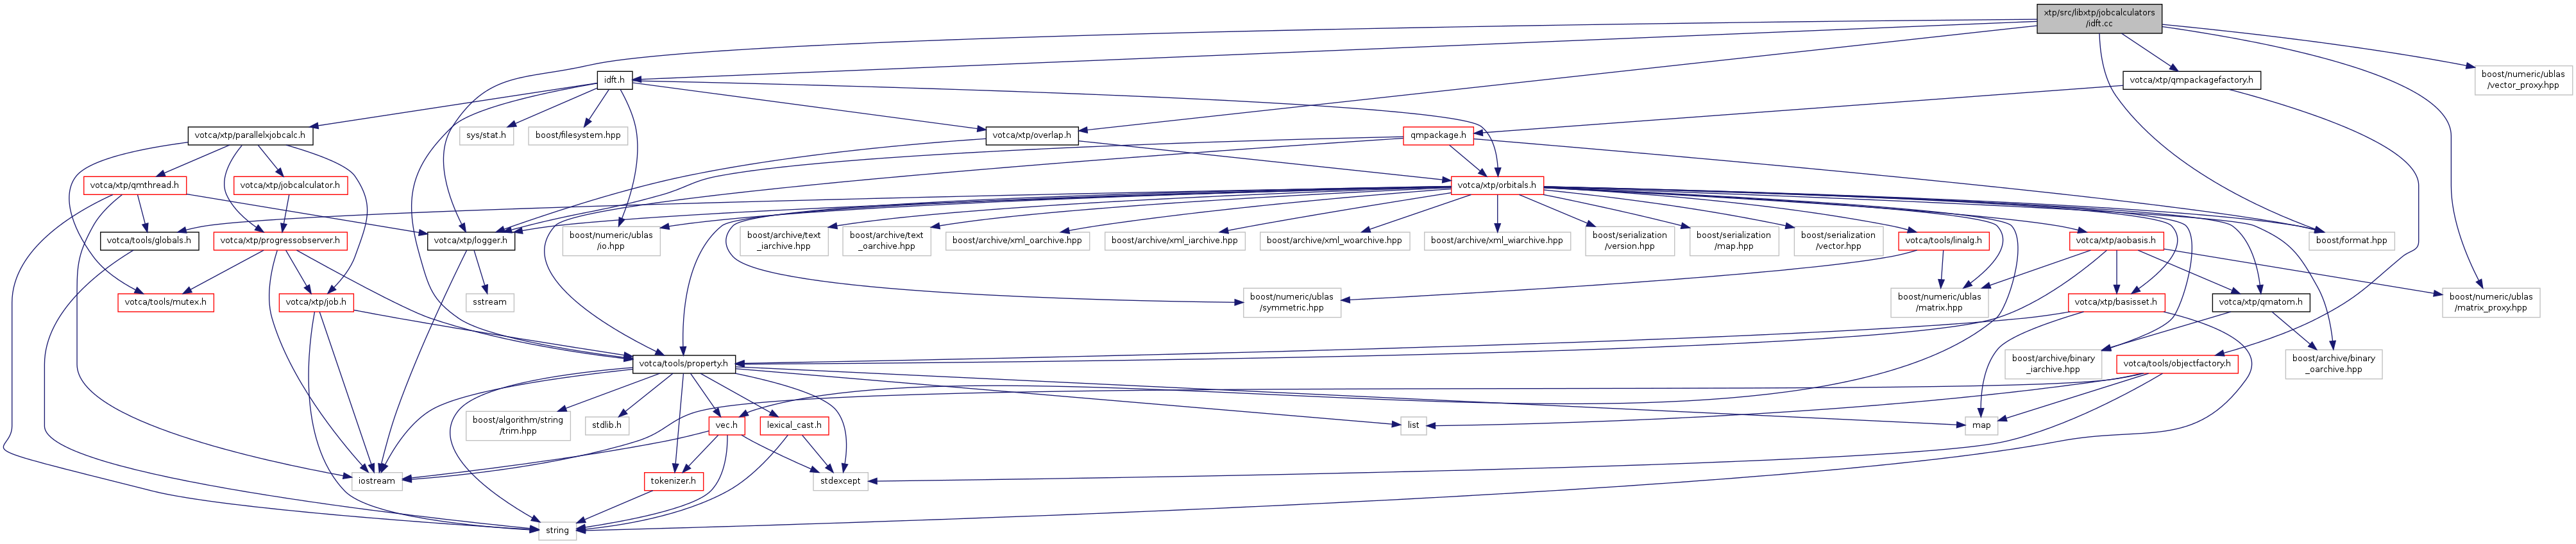 xtp/src/libxtp/jobcalculators
/idft.cc
idft.h
votca/xtp/qmpackagefactory.h
boost/numeric/ublas
/vector_proxy.hpp
votca/xtp/parallelxjobcalc.h
sys/stat.h
boost/filesystem.hpp
votca/xtp/overlap.h
qmpackage.h
votca/xtp/qmthread.h
votca/xtp/jobcalculator.h
votca/xtp/orbitals.h
votca/tools/globals.h
votca/xtp/progressobserver.h
votca/xtp/logger.h
boost/numeric/ublas
/io.hpp
boost/archive/text
_iarchive.hpp
boost/archive/text
_oarchive.hpp
boost/archive/xml_oarchive.hpp
boost/archive/xml_iarchive.hpp
boost/archive/xml_woarchive.hpp
boost/archive/xml_wiarchive.hpp
boost/serialization
/version.hpp
boost/serialization
/map.hpp
boost/serialization
/vector.hpp
votca/tools/linalg.h
votca/xtp/aobasis.h
boost/format.hpp
votca/tools/mutex.h
votca/xtp/job.h
sstream
boost/numeric/ublas
/symmetric.hpp
boost/numeric/ublas
/matrix.hpp
votca/xtp/basisset.h
votca/xtp/qmatom.h
boost/numeric/ublas
/matrix_proxy.hpp
votca/tools/property.h
boost/archive/binary
_iarchive.hpp
votca/tools/objectfactory.h
boost/archive/binary
_oarchive.hpp
boost/algorithm/string
/trim.hpp
stdlib.h
vec.h
lexical_cast.h
list
map
iostream
tokenizer.h
stdexcept
string